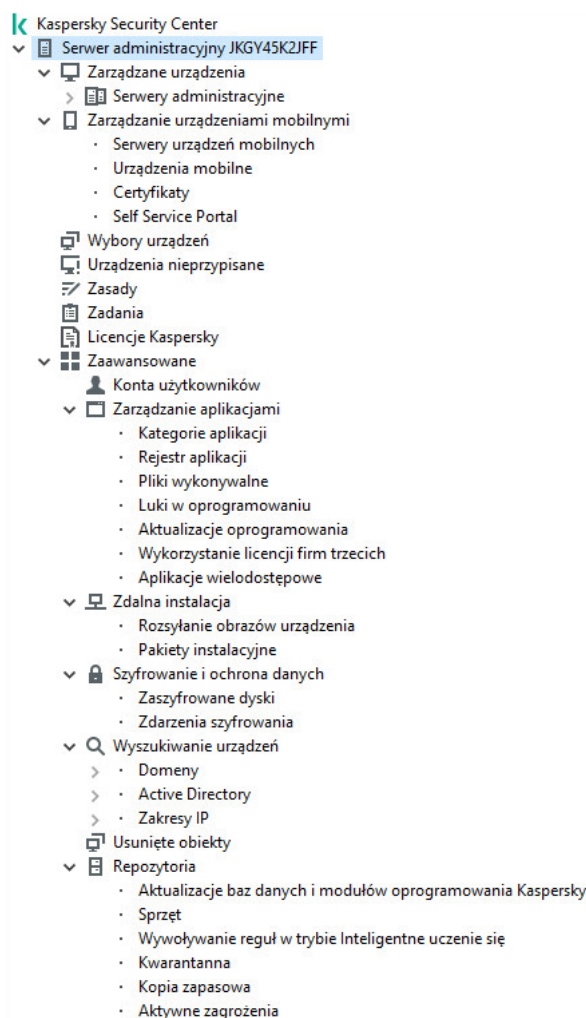 Kaspersky Security Center
Serwer administracyjny JKGY45K2JFF
Zarządzane urządzenia
Serwery administracyjne
Zarządzanie urządzeniami mobilnymi
Serwery urządzeń mobilnych
Urządzenia mobilne
Certyfikaty
Self Service Portal
Wybory urządzeń
Urządzenia nieprzypisane
Zasady
Zadania
Licencje Kaspersky
Zaawansowane
Konta użytkowników
Zarządzanie aplikacjami
Kategorie aplikacji
Rejestr aplikacji
Pliki wykonywalne
Luki w oprogramowaniu
Aktualizacje oprogramowania
Wykorzystanie licencji firm trzecich
Aplikacje wielodostępowe
Zdalna instalacja
Rozsyłanie obrazów urządzenia
Pakiety instalacyjne
Szyfrowanie i ochrona danych
Zaszyfrowane dyski
Zdarzenia szyfrowania
Wyszukiwanie urządzeń
Domeny
Active Directory
Zakresy IP
Usunięte obiekty
Repozytoria
Aktualizacje baz danych i modułów oprogramowania Kaspersky
Sprzęt
Wywoływanie reguł w trybie Inteligentne uczenie się
Kwarantanna
Kopia zapasowa
Aktywne zagrożenia